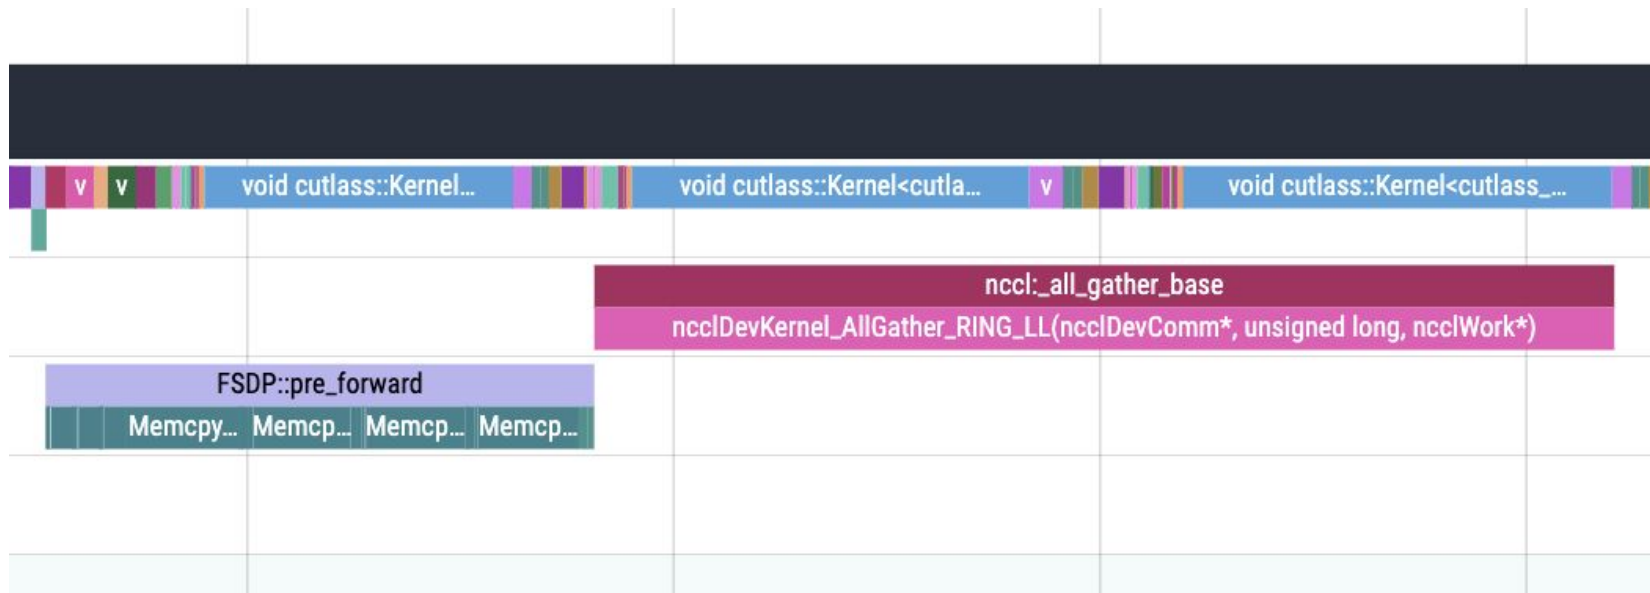 v v void cutlass::Kernel... void cutlass::Kernel<cutla... v void cutlass::Kernel<cutlass_...
nccl:_all_gather_base
ncclDevKernel_AllGather_RING_LL(ncclDevComm*, unsigned long, ncclWork*)
FSDP::pre_forward
Memcpy... Memcp... Memcp... Memcp...